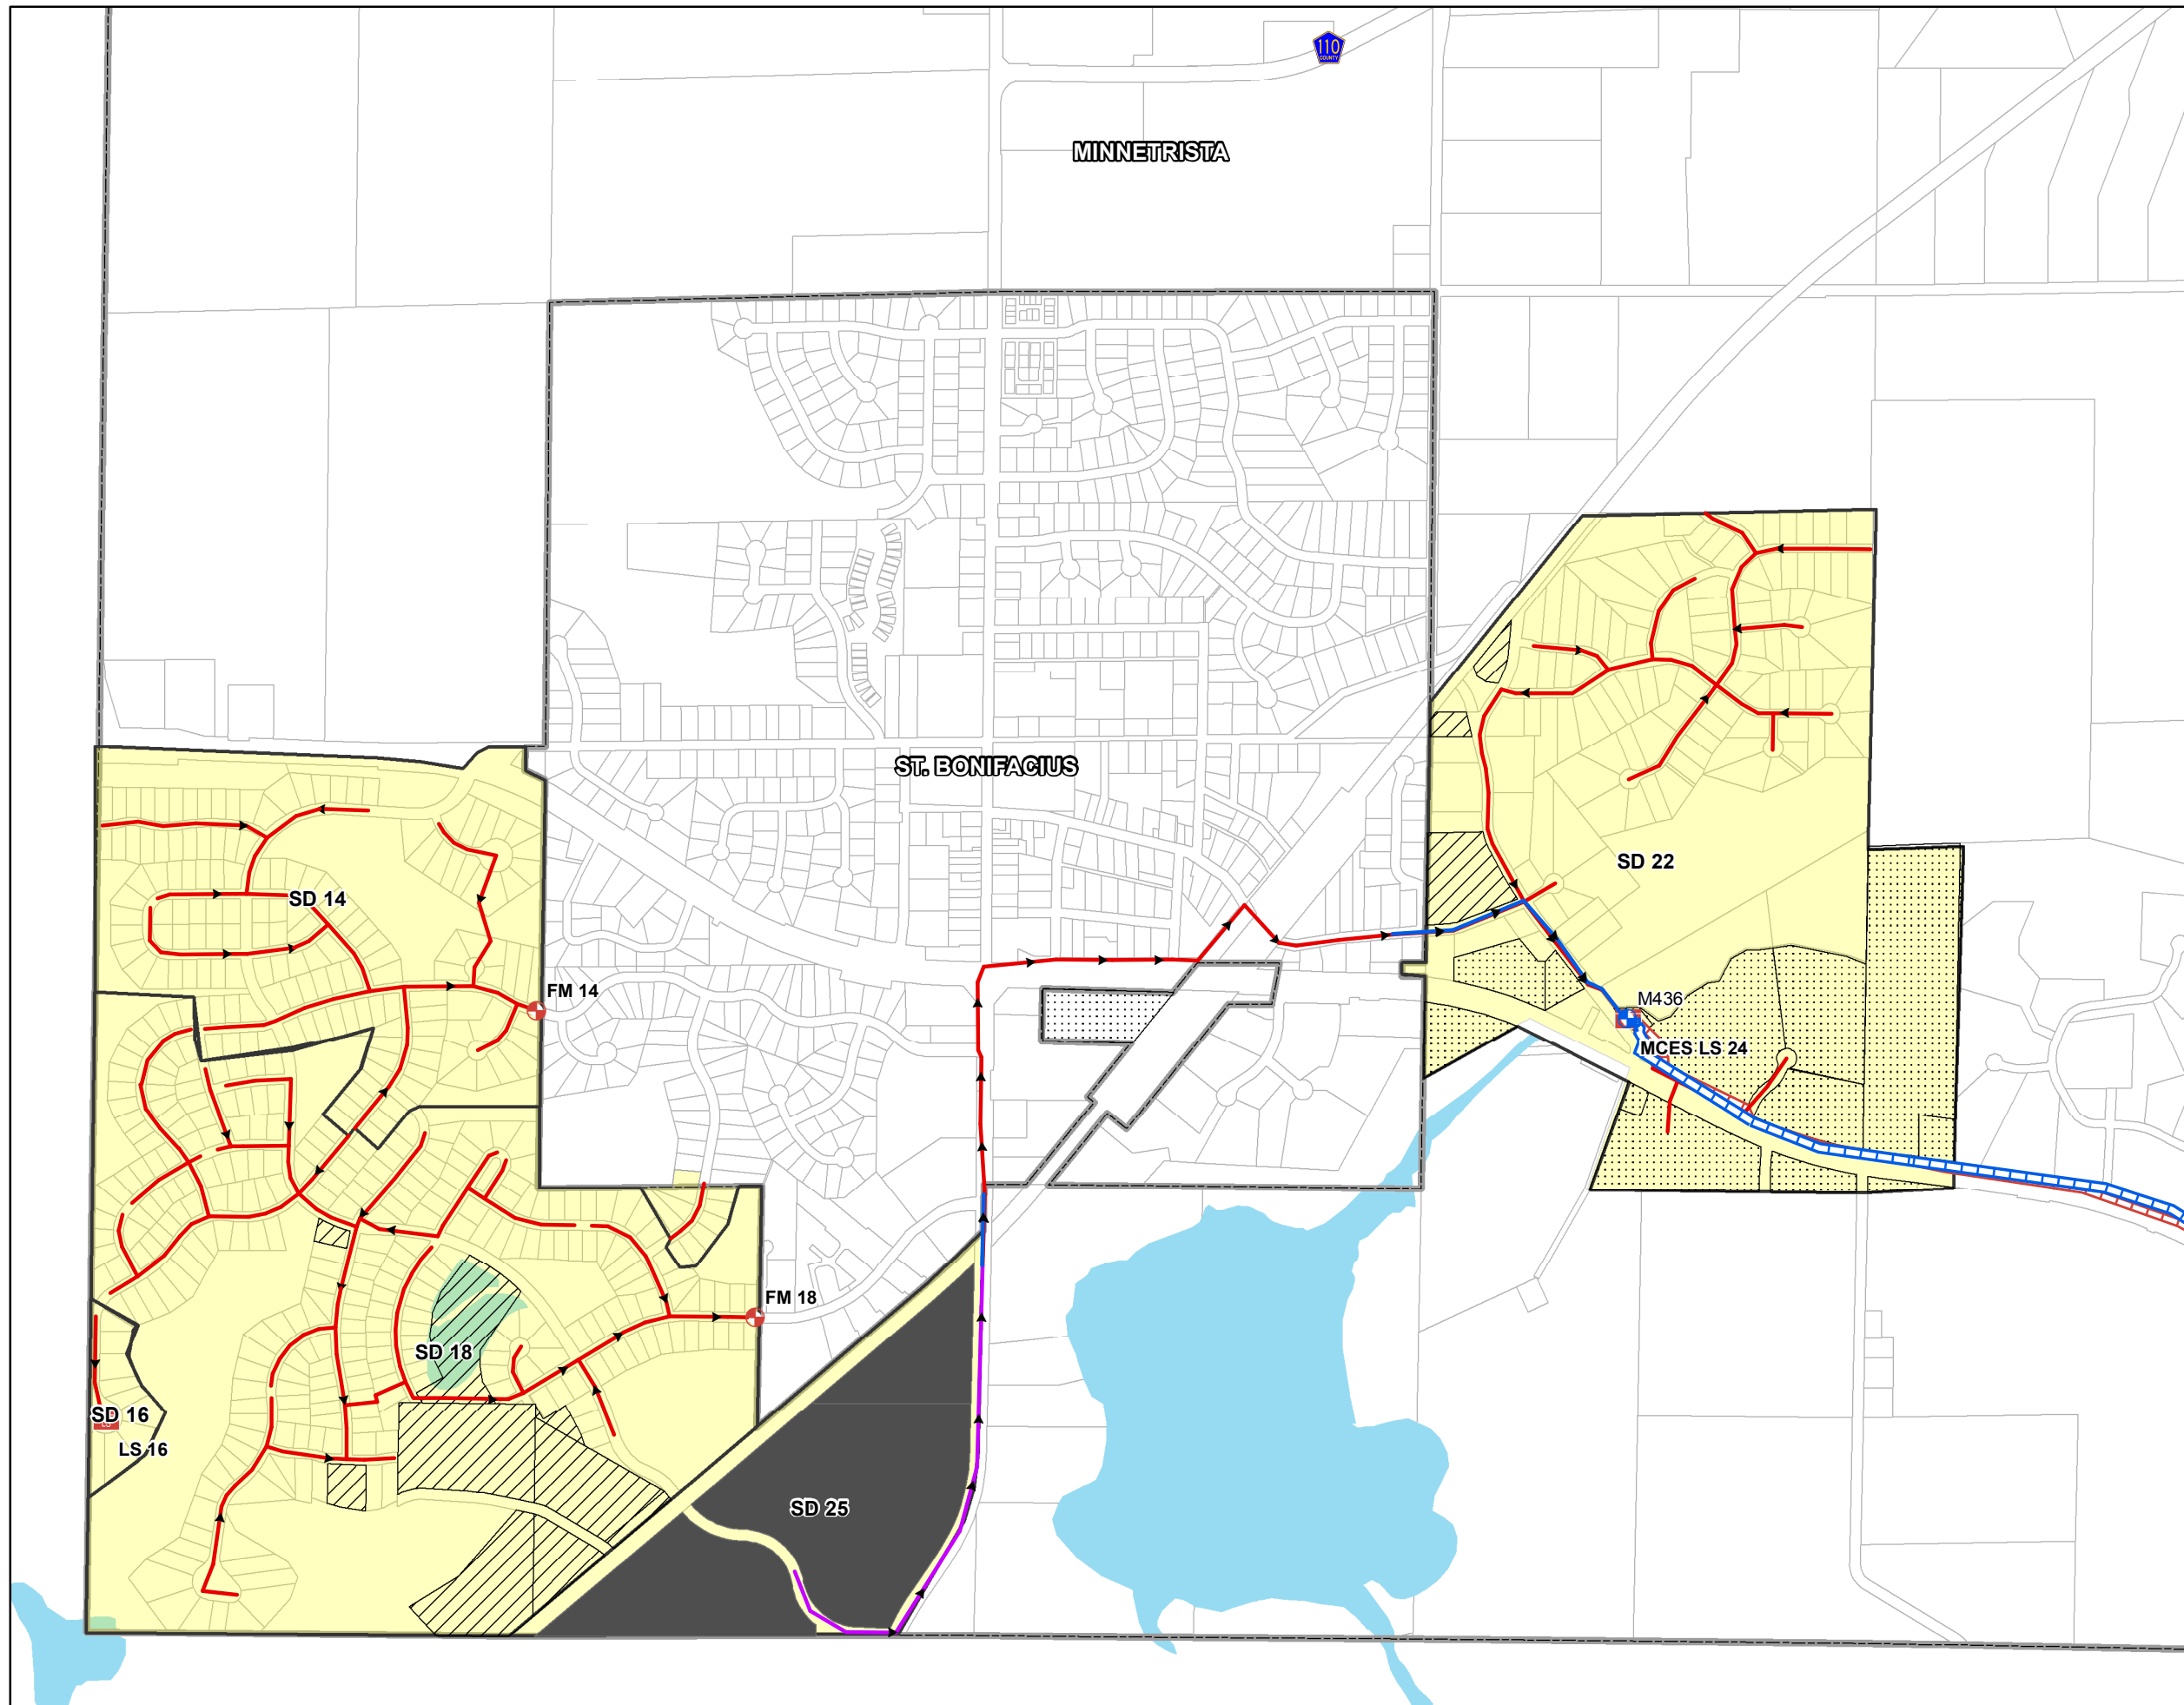 110
COUNTY
MINNETRISTA
ST. BONIFACIUS
SD 22
SD 14
FM 14
M436
MCES LS 24
FM 18
SD 18
SD 16
LS 16
SD 25